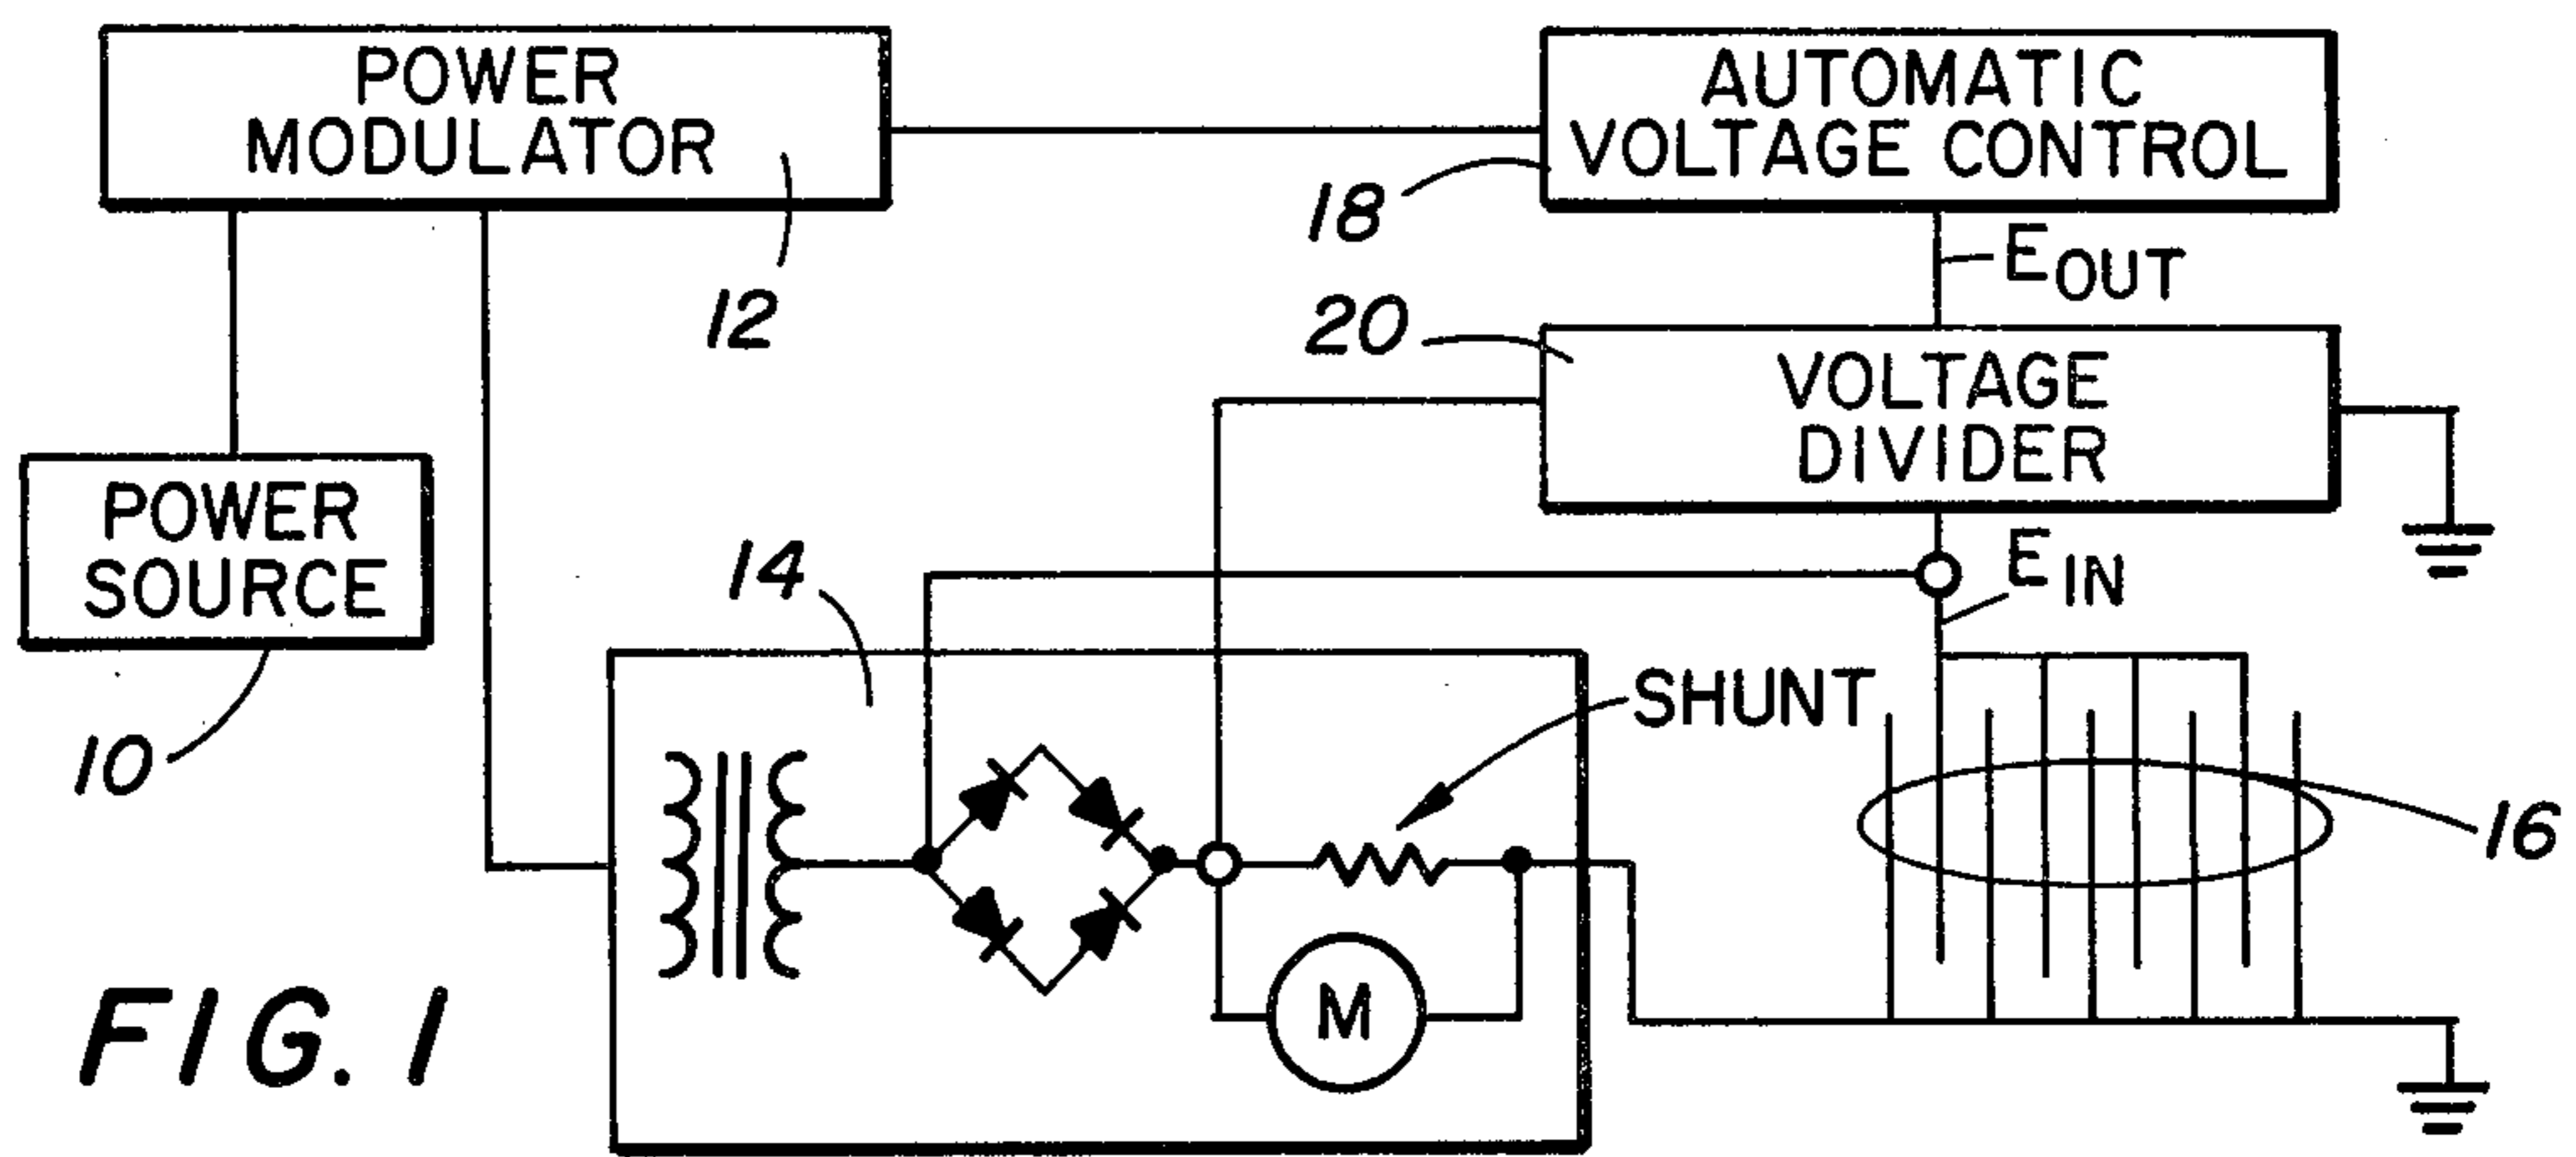 POWER
MODULATOR
12
AUTOMATIC
VOLTAGE CONTROL
18
EOUT
20
VOLTAGE
DIVIDER
EIN
POWER
SOURCE
10
14
SHUNT
16
M
FIG. 1